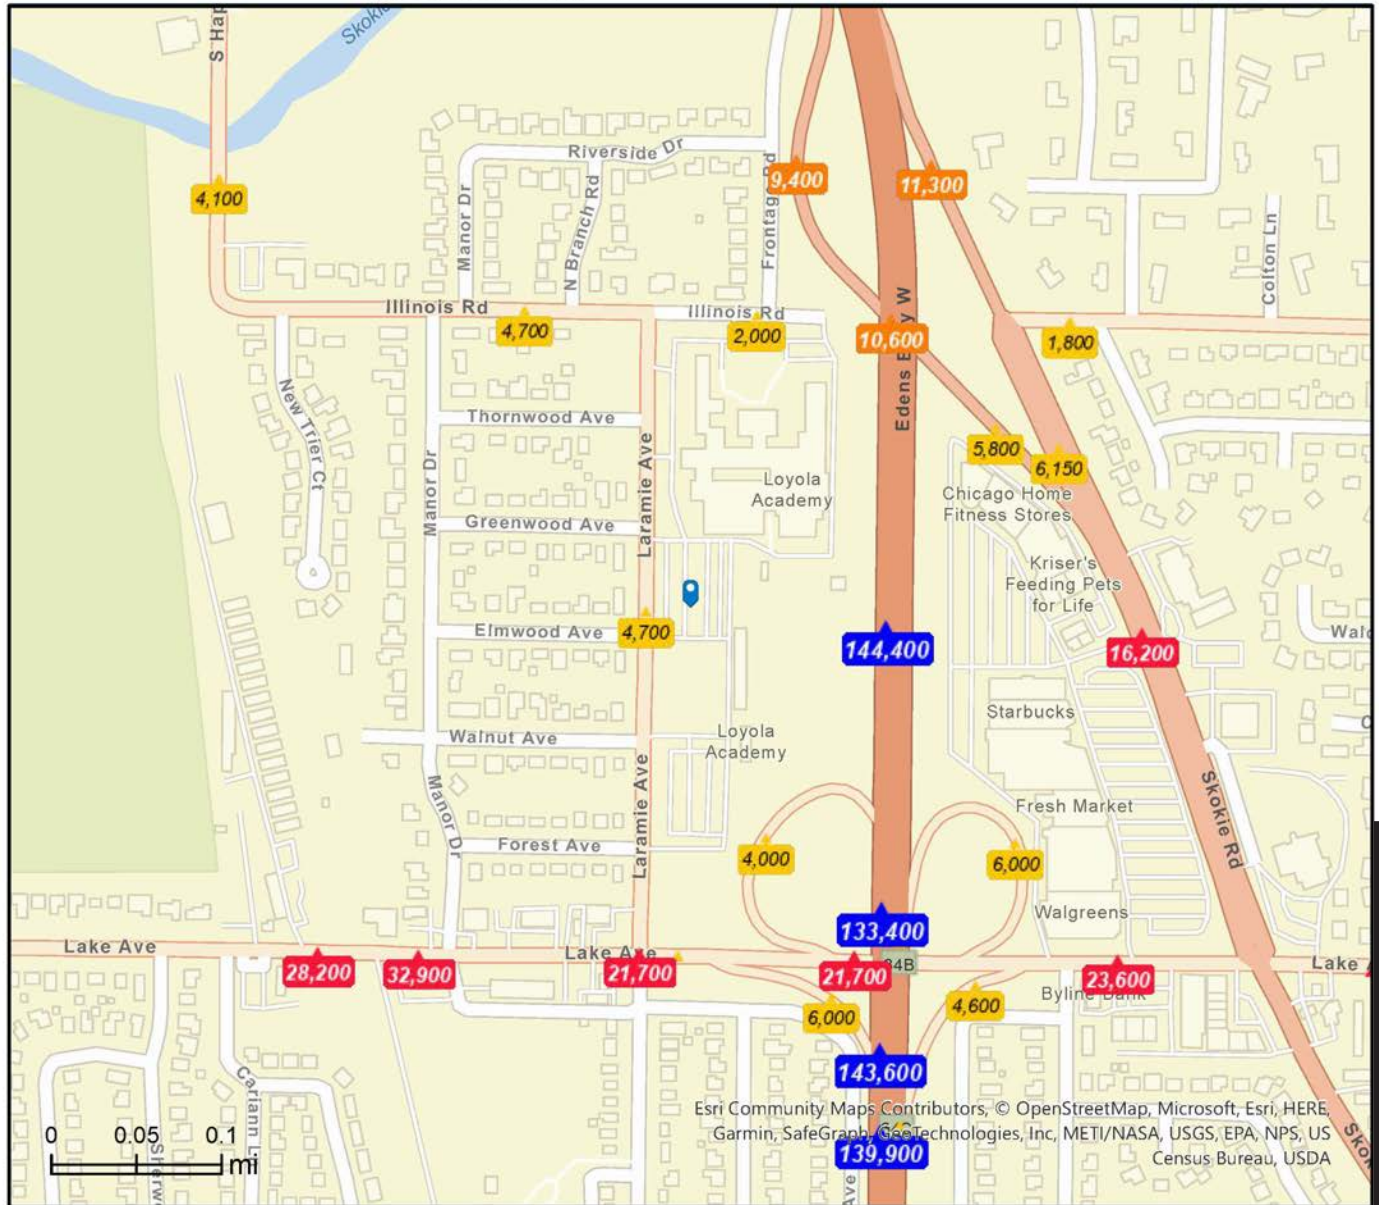 S Hap
Skokie
4,100
Riverside Dr
Manor Dr
N Branch Rd
Frontage Rd
9,400
11,300
Colton Ln
Illinois Rd
4,700
Illinois Rd
2,000
10,600
1,800
Edens E y W
New Trier Ct
Thornwood Ave
Manor Dr
Laramie Ave
Loyola
Academy
5,800
6,150
Chicago Home
Fitness Stores
Greenwood Ave
Kriser's
Feeding Pets
for Life
Elmwood Ave
4,700
144,400
16,200
Wald
Starbucks
Walnut Ave
Loyola
Academy
Manor Dr
Laramie Ave
Fresh Market
Skokie Rd
Forest Ave
4,000
6,000
Walgreens
133,400
Lake Ave
28,200
32,900
Lake Ave
21,700
21,700
34B
23,600
Lake A
Byline Bank
6,000
4,600
143,600
Cariann L
Sherw
Ave
139,900
Skok
0 0.05 0.1
mi
Esri Community Maps Contributors, © OpenStreetMap, Microsoft, Esri, HERE,
Garmin, SafeGraph, GeoTechnologies, Inc, METI/NASA, USGS, EPA, NPS, US
Census Bureau, USDA